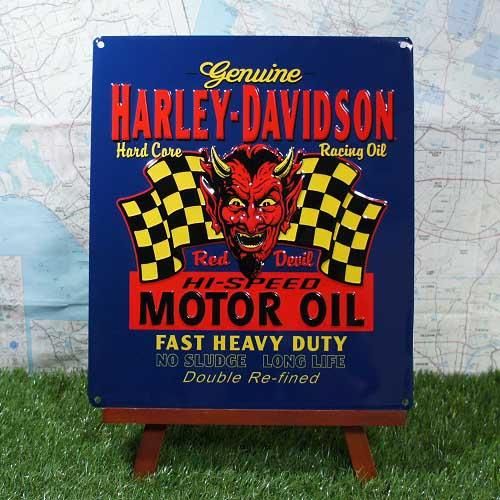 Genuine
HARLEY-DAVIDSON
Hard Core Racing Oil
Red Devil
HI-SPEED
MOTOR OIL
FAST HEAVY DUTY
NO SLUDGE LONG LIFE
Double Re-fined